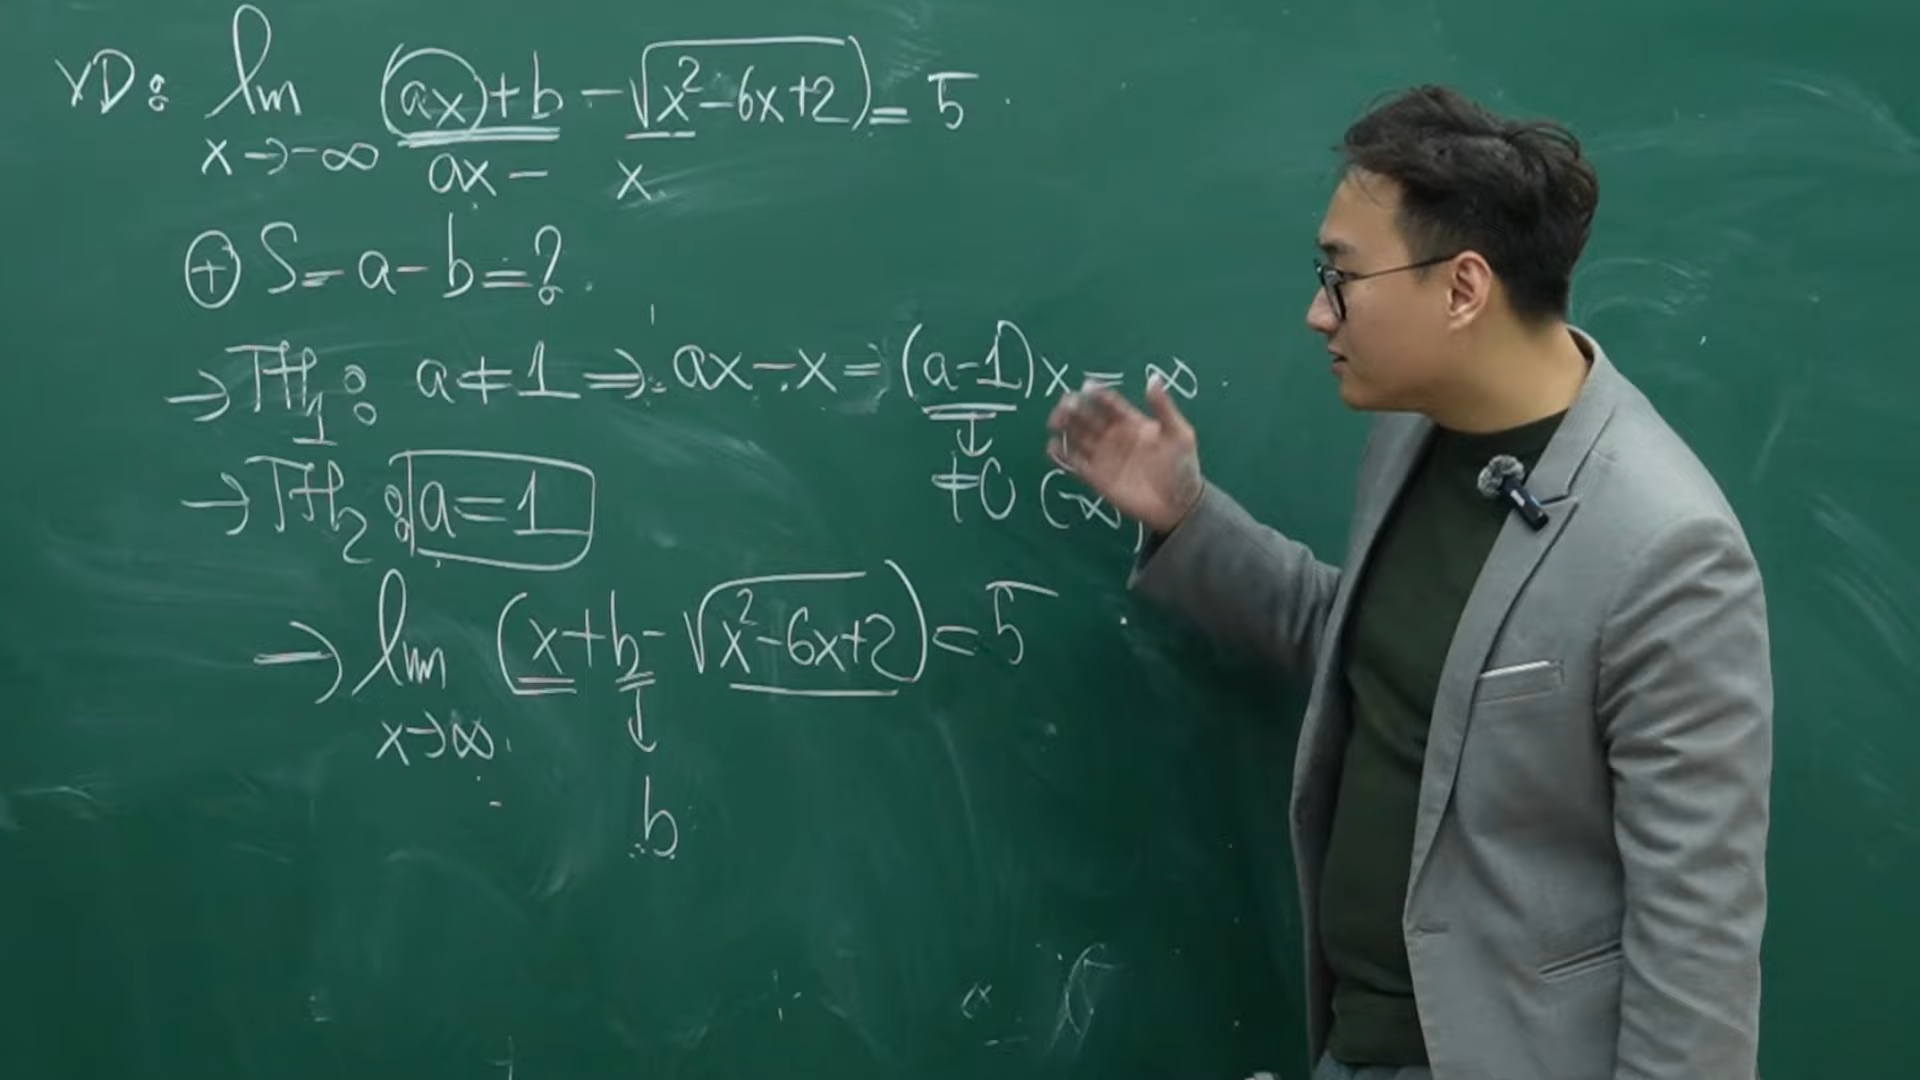 VD: lim (ax+b-√x²-6x+2)=5
x→-∞ ax- x
⊕ S=a-b=?
→TH₁: a≠1⇒ ax-x=(a-1)x=∞
≠0 (-∞)
→TH₂: a=1
→ lim (x+b-√x²-6x+2)=5
x→∞
b